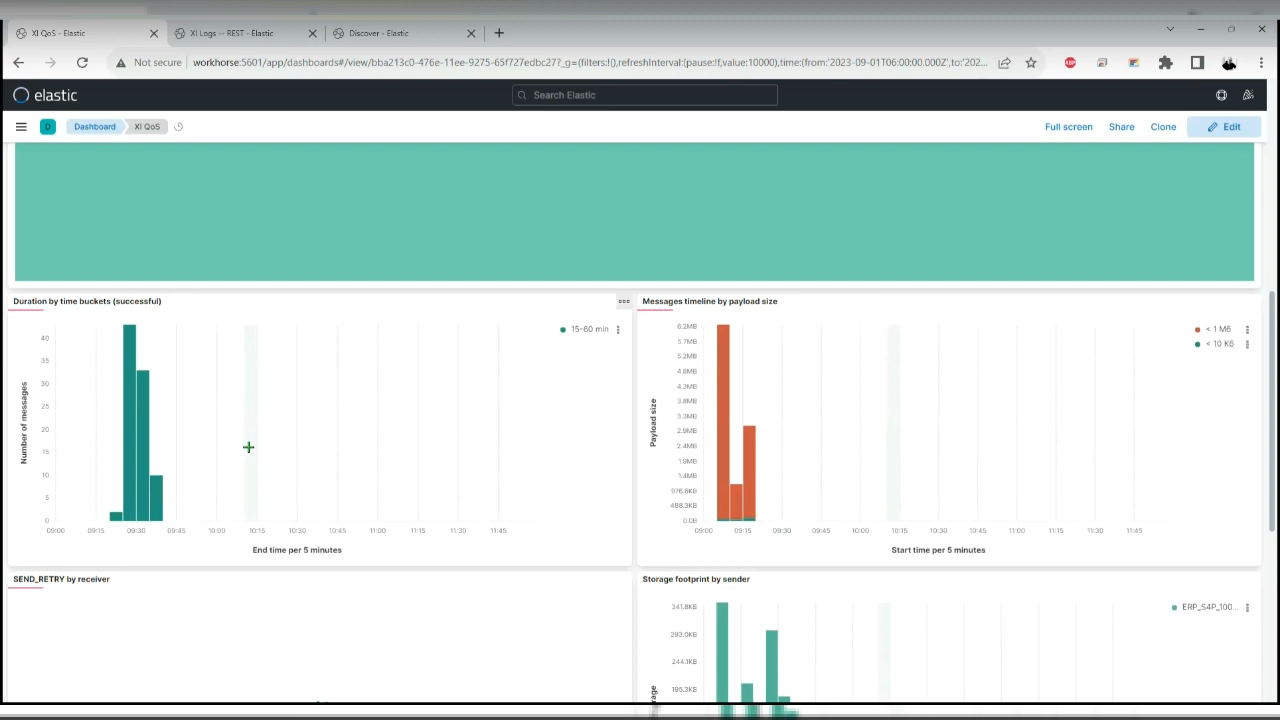 XI QoS - Elastic
XI Logs -- REST - Elastic
Discover - Elastic
Not secure
workhorse:5601/app/dashboards#/view/bba213c0-476e-11ee-9275-65f727edbc27?_g=(filters:!(),refreshInterval:(pause:!f,value:10000),time:(from:'2023-09-01T06:00:00.000Z',to:'202...
elastic
Search Elastic
D
Dashboard
XI QoS
Full screen
Share
Clone
Edit
Duration by time buckets (successful)
Number of messages
40
35
30
25
20
15
10
5
0
09:00 09:15 09:30 09:45 10:00 10:15 10:30 10:45 11:00 11:15 11:30 11:45
End time per 5 minutes
15-60 min
Messages timeline by payload size
Payload size
6.2MB
5.7MB
5.2MB
4.8MB
4.3MB
3.8MB
3.3MB
2.9MB
2.4MB
1.9MB
1.4MB
976.6KB
488.3KB
0.0B
09:00 09:15 09:30 09:45 10:00 10:15 10:30 10:45 11:00 11:15 11:30 11:45
Start time per 5 minutes
< 1 Мб
< 10 Кб
SEND_RETRY by receiver
Storage footprint by sender
341.8KB
293.0KB
244.1KB
195.3KB
ERP_S4P_100...